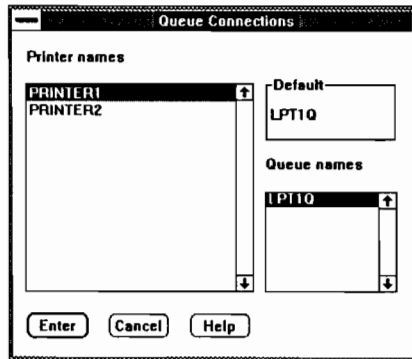 Queue Connections
Printer names
PRINTER1
PRINTER2
Default
LPT1Q
Queue names
LPT1Q
Enter
Cancel
Help